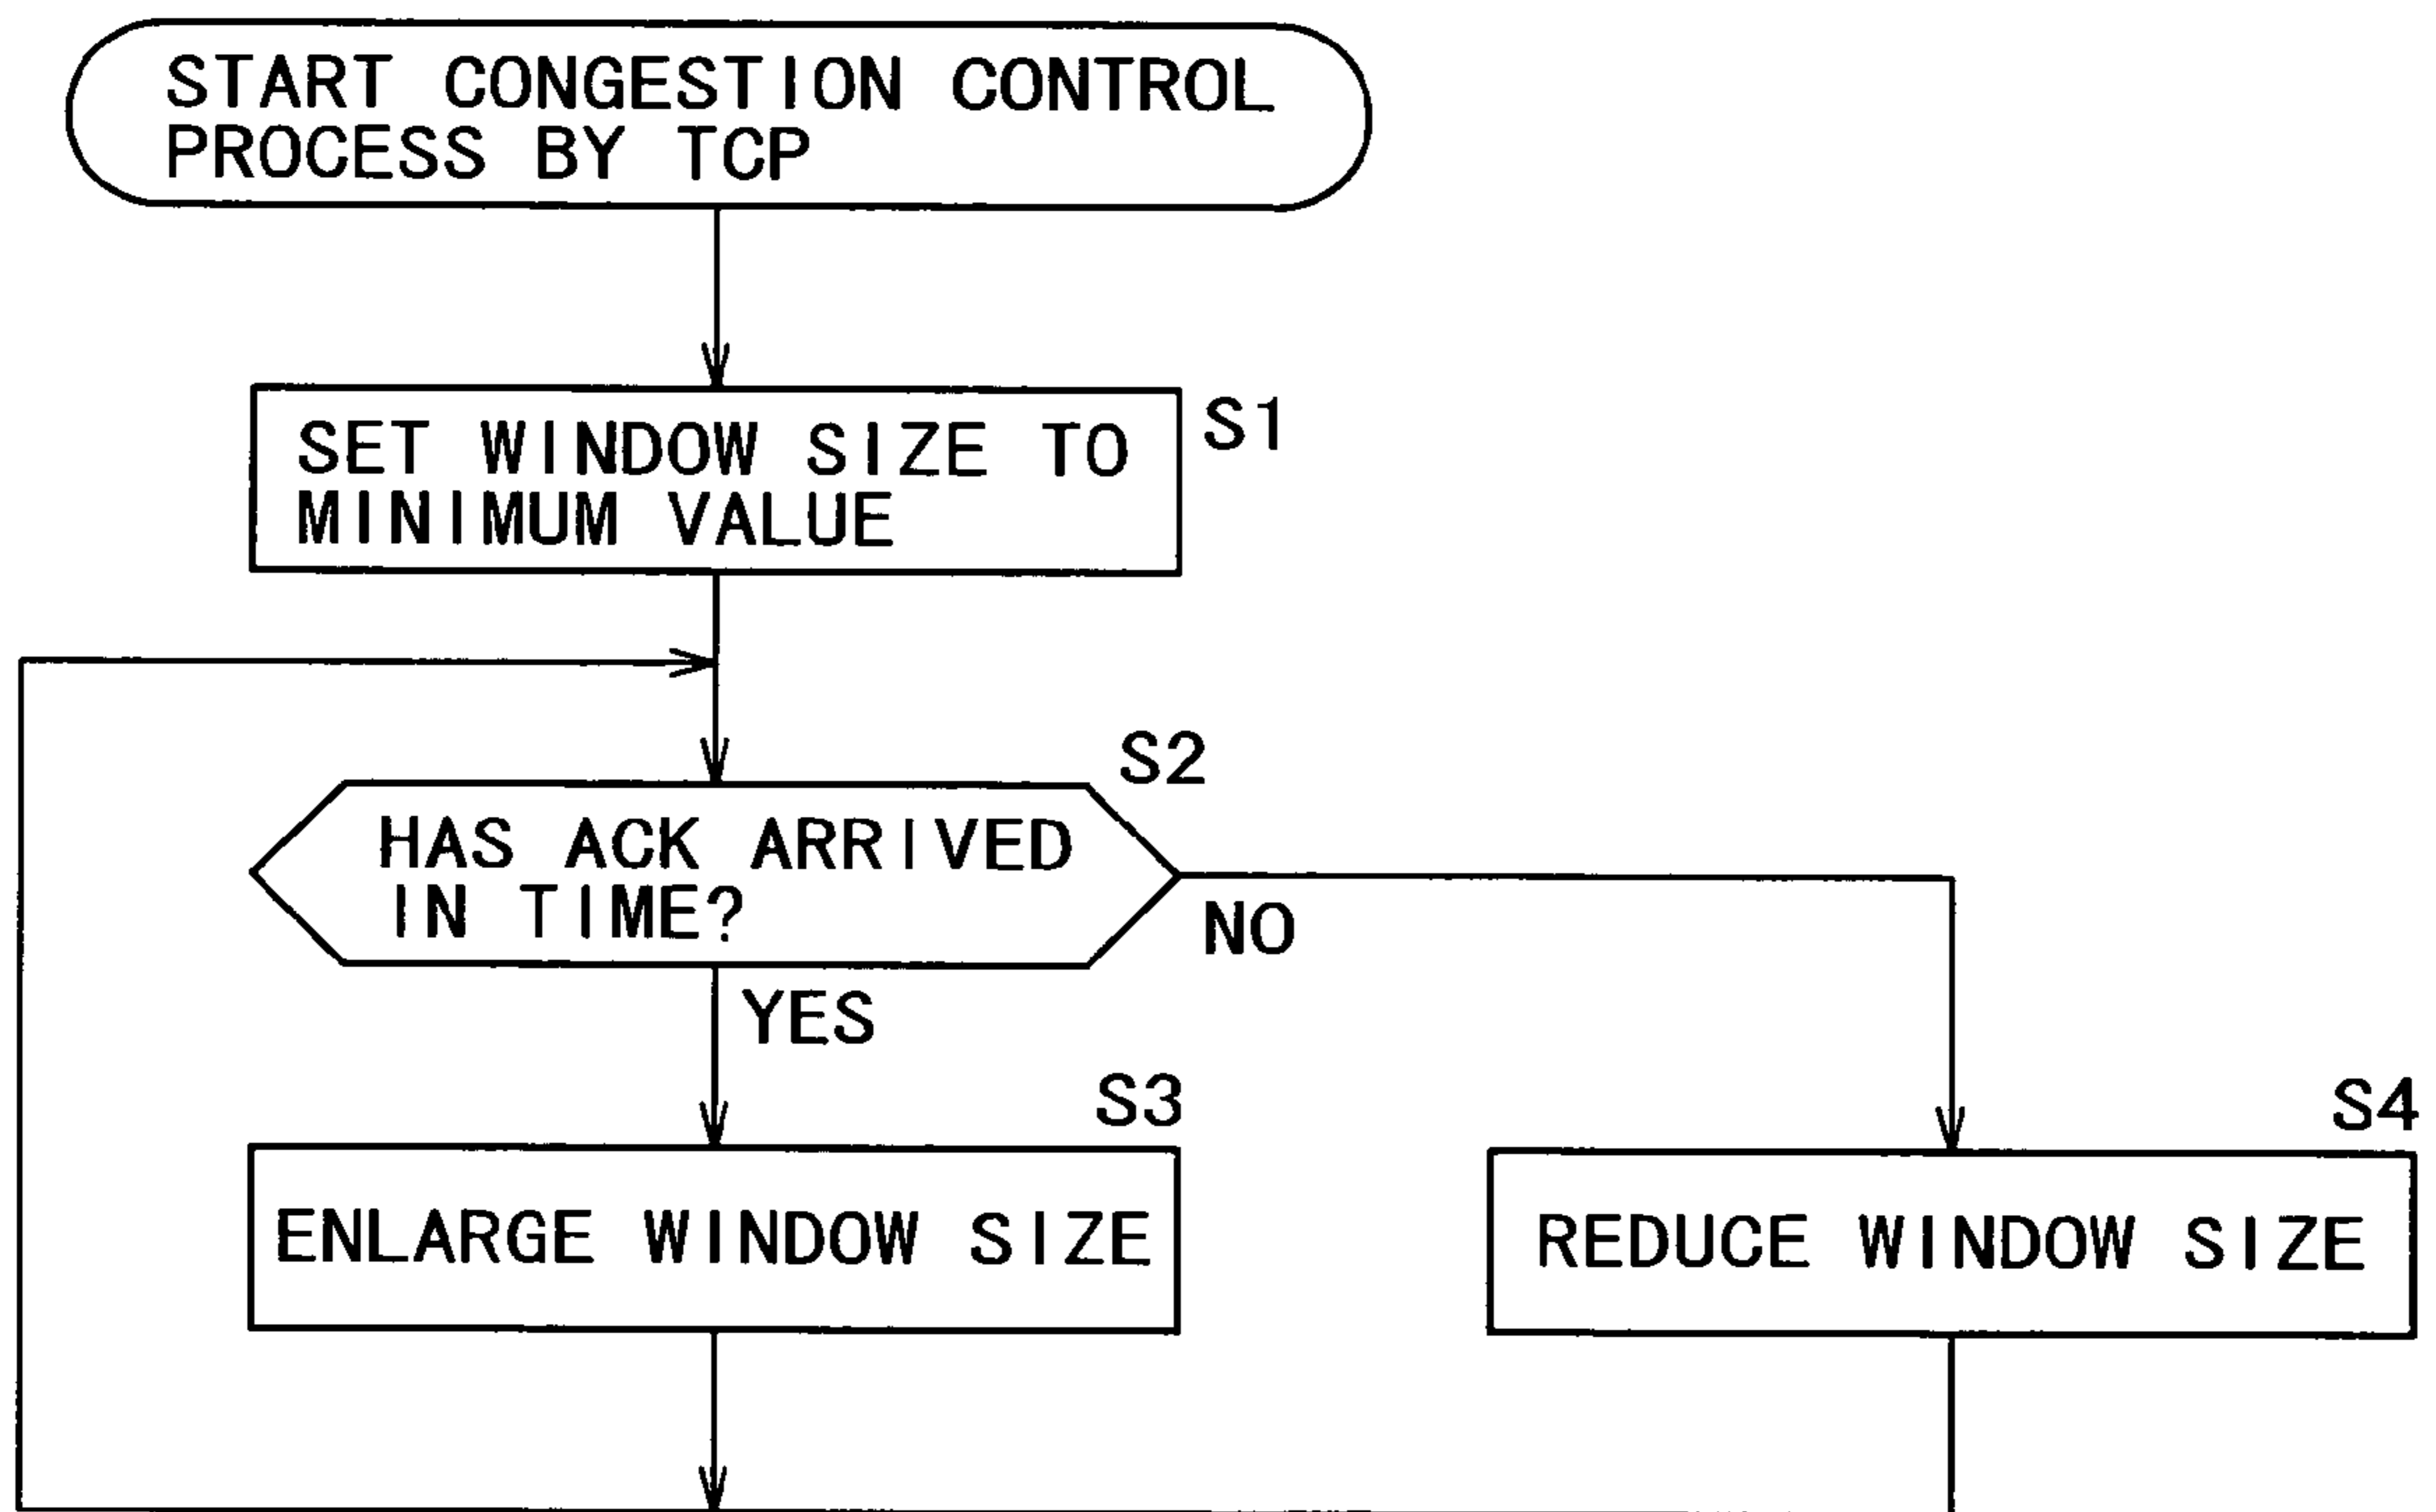 START CONGESTION CONTROL
PROCESS BY TCP
SET WINDOW SIZE TO
MINIMUM VALUE
S1
S2
HAS ACK ARRIVED
IN TIME?
NO
YES
S3
ENLARGE WINDOW SIZE
S4
REDUCE WINDOW SIZE